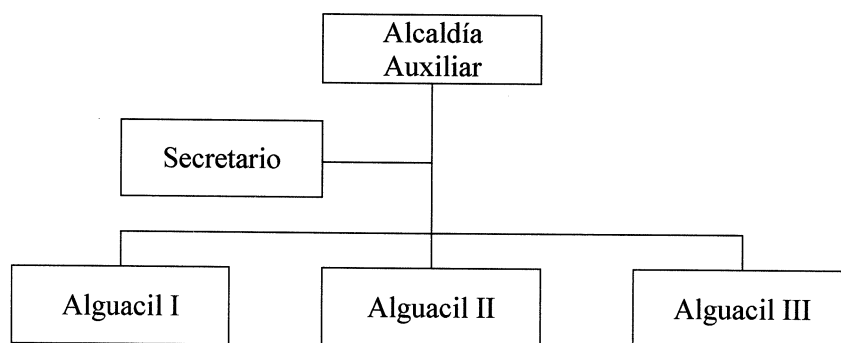 Alcaldía
Auxiliar
Secretario
Alguacil I
Alguacil II
Alguacil III